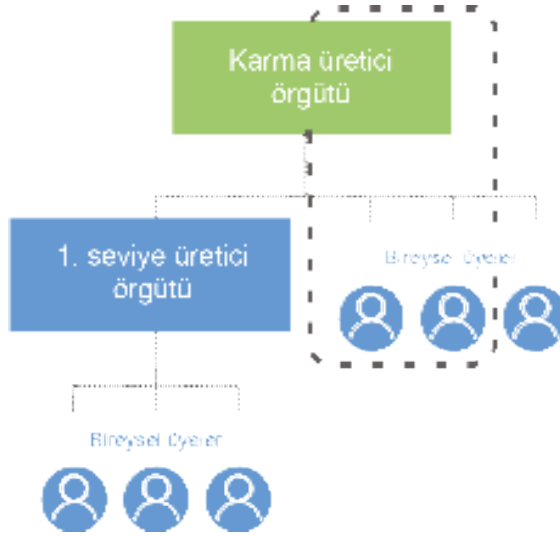 Karma üretici
örgütü
1. seviye üretici
örgütü
Bireysel üyeler
Bireysel üyeler